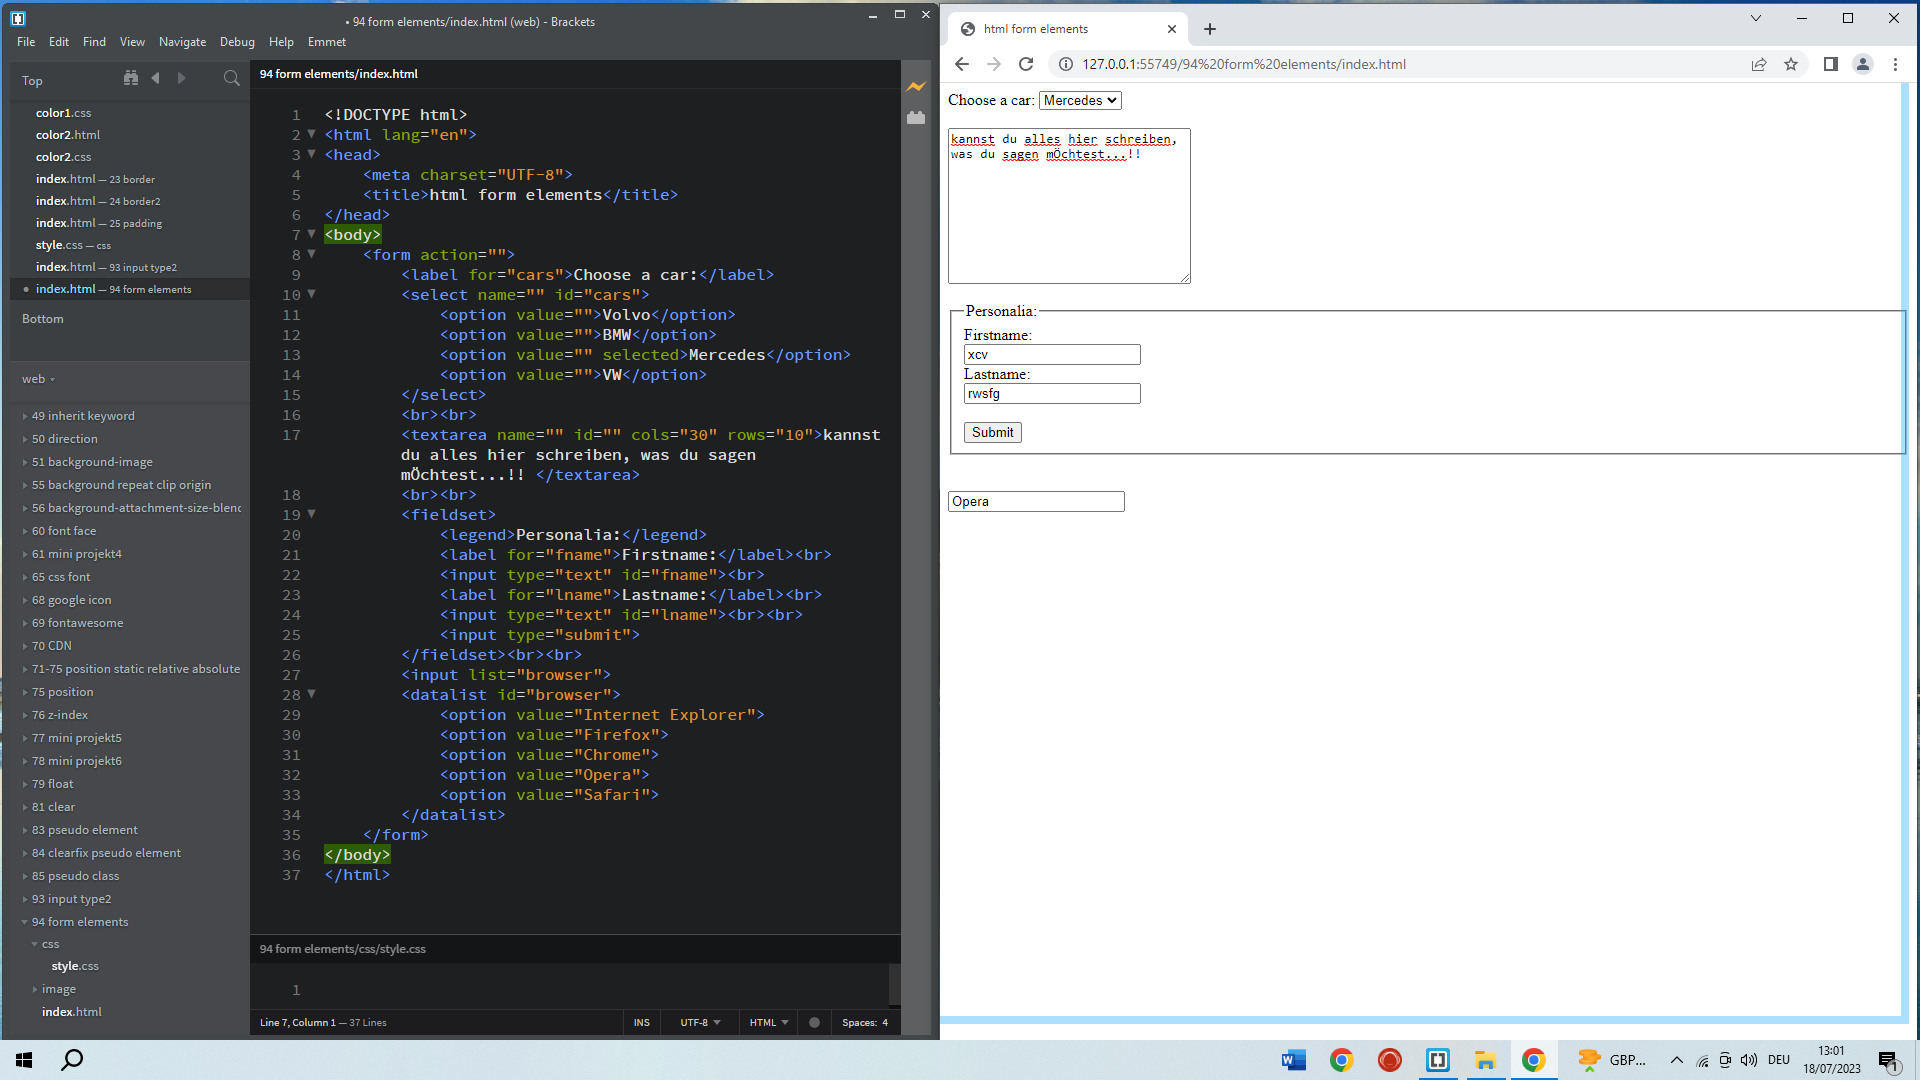 • 94 form elements/index.html (web) - Brackets
File Edit Find View Navigate Debug Help Emmet
Top
color1.css
color2.html
color2.css
index.html — 23 border
index.html — 24 border2
index.html — 25 padding
style.css — css
index.html — 93 input type2
index.html — 94 form elements
Bottom
web
49 inherit keyword
50 direction
51 background-image
55 background repeat clip origin
56 background-attachment-size-blend
60 font face
61 mini projekt4
65 css font
68 google icon
69 fontawesome
70 CDN
71-75 position static relative absolute
75 position
76 z-index
77 mini projekt5
78 mini projekt6
79 float
81 clear
83 pseudo element
84 clearfix pseudo element
85 pseudo class
93 input type2
94 form elements
css
style.css
image
index.html
94 form elements/index.html
1 <!DOCTYPE html>
2 <html lang="en">
3 <head>
4 <meta charset="UTF-8">
5 <title>html form elements</title>
6 </head>
7 <body>
8 <form action="">
9 <label for="cars">Choose a car:</label>
10 <select name="" id="cars">
11 <option value="">Volvo</option>
12 <option value="">BMW</option>
13 <option value="" selected>Mercedes</option>
14 <option value="">VW</option>
15 </select>
16 <br><br>
17 <textarea name="" id="" cols="30" rows="10">kannst
du alles hier schreiben, was du sagen
mÖchtest...!! </textarea>
18 <br><br>
19 <fieldset>
20 <legend>Personalia:</legend>
21 <label for="fname">Firstname:</label><br>
22 <input type="text" id="fname"><br>
23 <label for="lname">Lastname:</label><br>
24 <input type="text" id="lname"><br><br>
25 <input type="submit">
26 </fieldset><br><br>
27 <input list="browser">
28 <datalist id="browser">
29 <option value="Internet Explorer">
30 <option value="Firefox">
31 <option value="Chrome">
32 <option value="Opera">
33 <option value="Safari">
34 </datalist>
35 </form>
36 </body>
37 </html>
94 form elements/css/style.css
1
Line 7, Column 1 — 37 Lines
INS UTF-8 HTML Spaces: 4
html form elements
127.0.0.1:55749/94%20form%20elements/index.html
Choose a car: Mercedes
kannst du alles hier schreiben,
was du sagen mÖchtest...!!
Personalia:
Firstname:
xcv
Lastname:
rwsfg
Submit
Opera
GBP...
DEU
13:01
18/07/2023
1